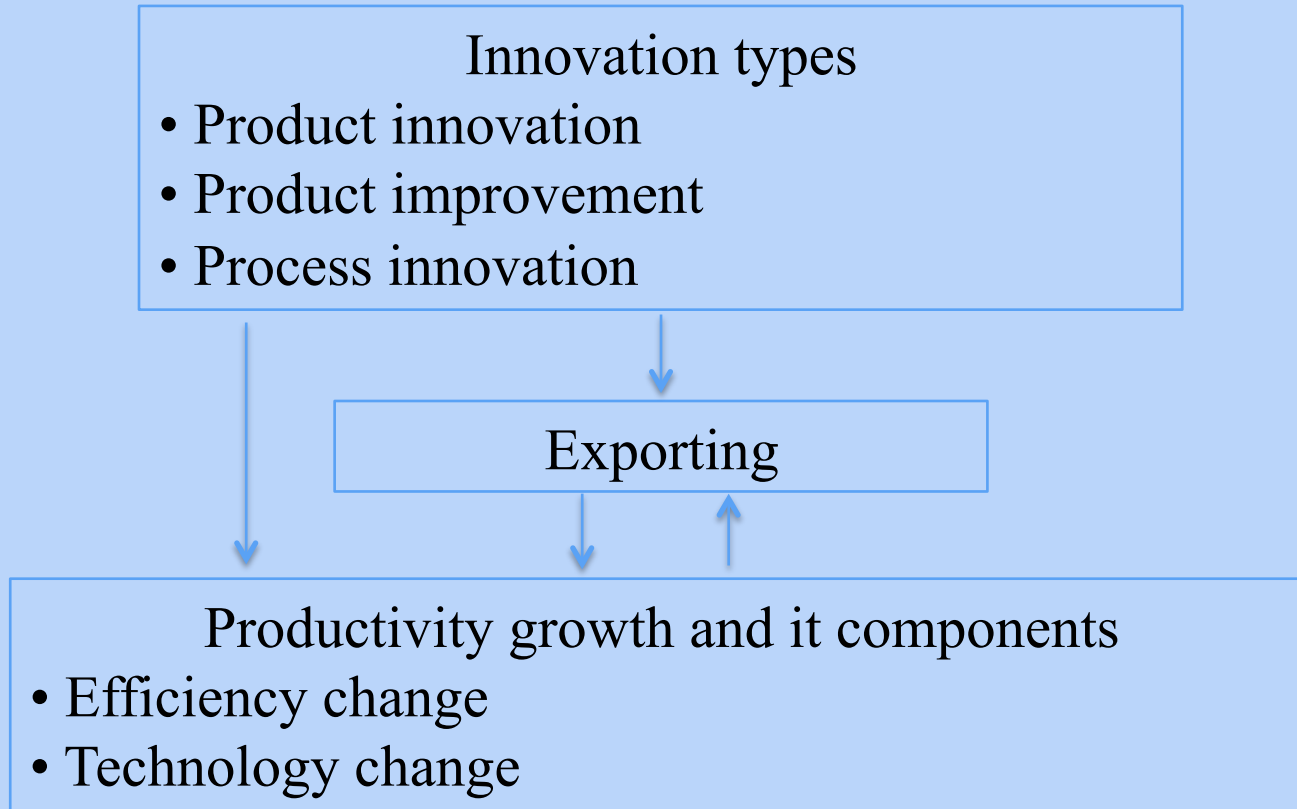 Innovation types
• Product innovation
• Product improvement
• Process innovation
Exporting
Productivity growth and it components
• Efficiency change
• Technology change